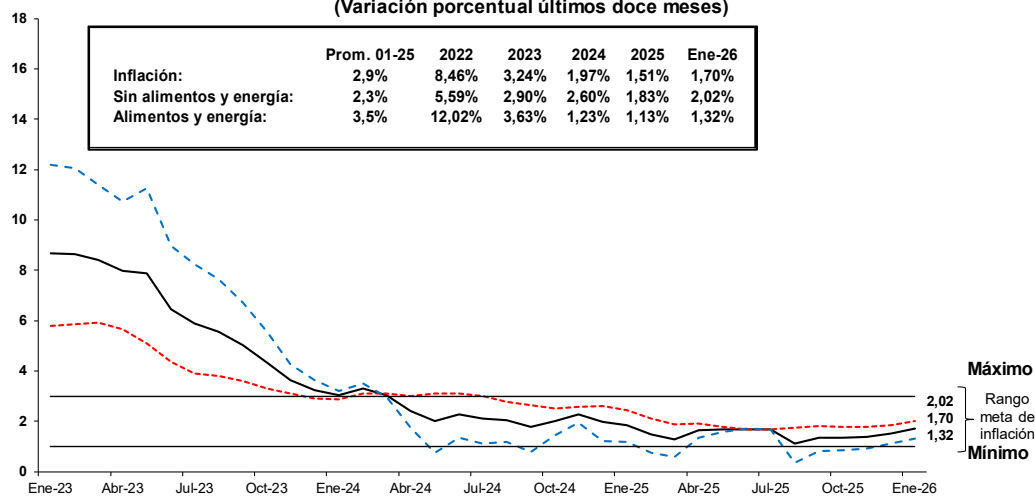 (Variación porcentual últimos doce meses)
18
16
14
12
10
8
6
4
2
0
Prom. 01-25 2022 2023 2024 2025 Ene-26
Inflación: 2,9% 8,46% 3,24% 1,97% 1,51% 1,70%
Sin alimentos y energía: 2,3% 5,59% 2,90% 2,60% 1,83% 2,02%
Alimentos y energía: 3,5% 12,02% 3,63% 1,23% 1,13% 1,32%
Máximo
2,02
1,70
1,32
Rango
meta de
inflación
Mínimo
Ene-23 Abr-23 Jul-23 Oct-23 Ene-24 Abr-24 Jul-24 Oct-24 Ene-25 Abr-25 Jul-25 Oct-25 Ene-26